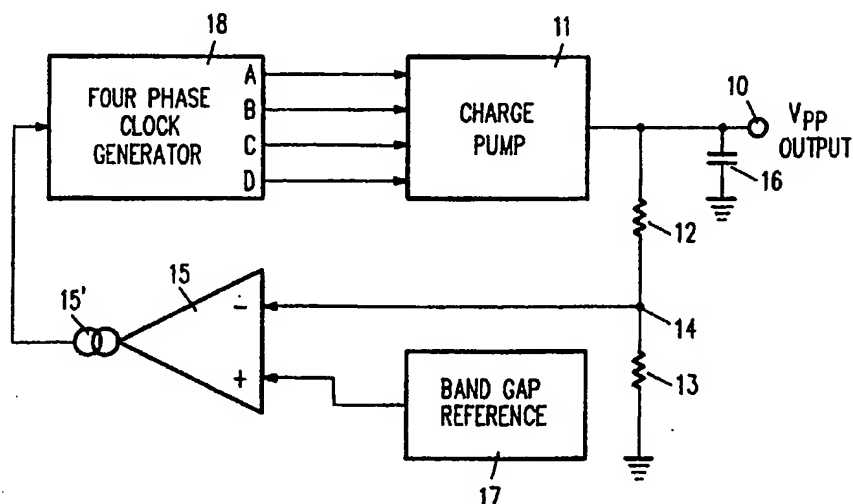 18
FOUR PHASE
CLOCK
GENERATOR
A
B
C
D
11
CHARGE
PUMP
10
VPP
OUTPUT
16
12
15'
15
-
+
14
13
BAND GAP
REFERENCE
17